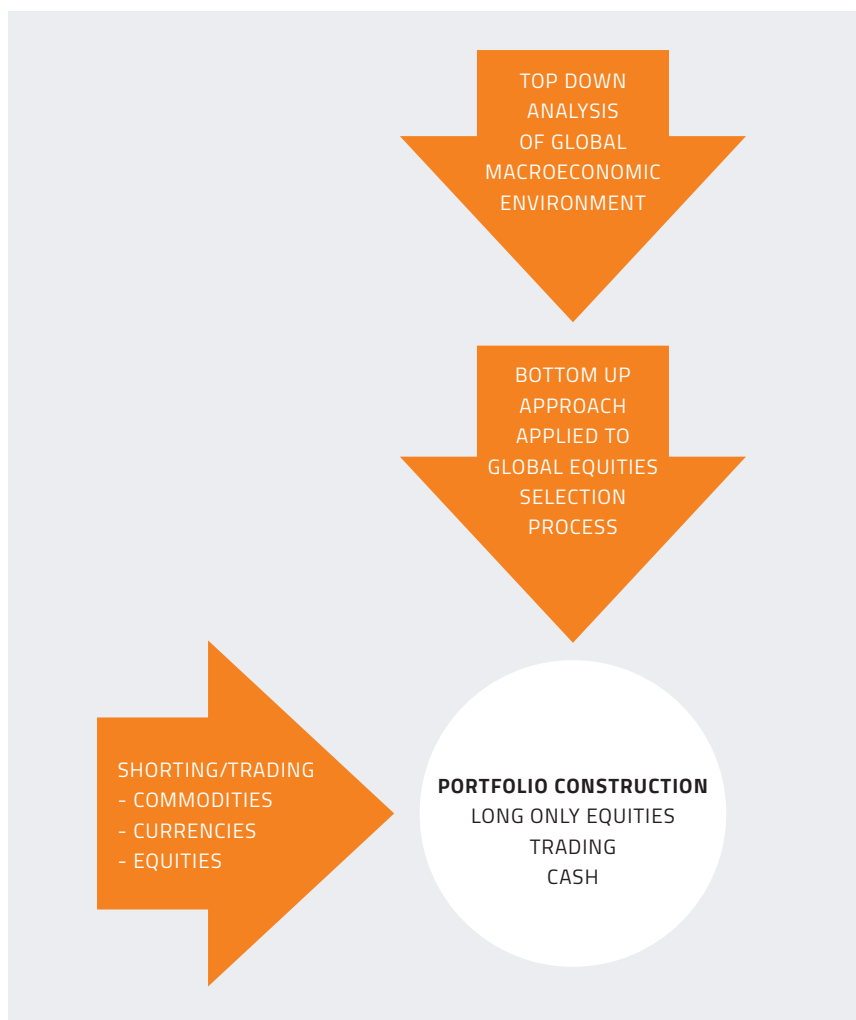 TOP DOWN
ANALYSIS
OF GLOBAL
MACROECONOMIC
ENVIRONMENT
BOTTOM UP
APPROACH
APPLIED TO
GLOBAL EQUITIES
SELECTION
PROCESS
SHORTING/TRADING
- COMMODITIES
- CURRENCIES
- EQUITIES
PORTFOLIO CONSTRUCTION
LONG ONLY EQUITIES
TRADING
CASH